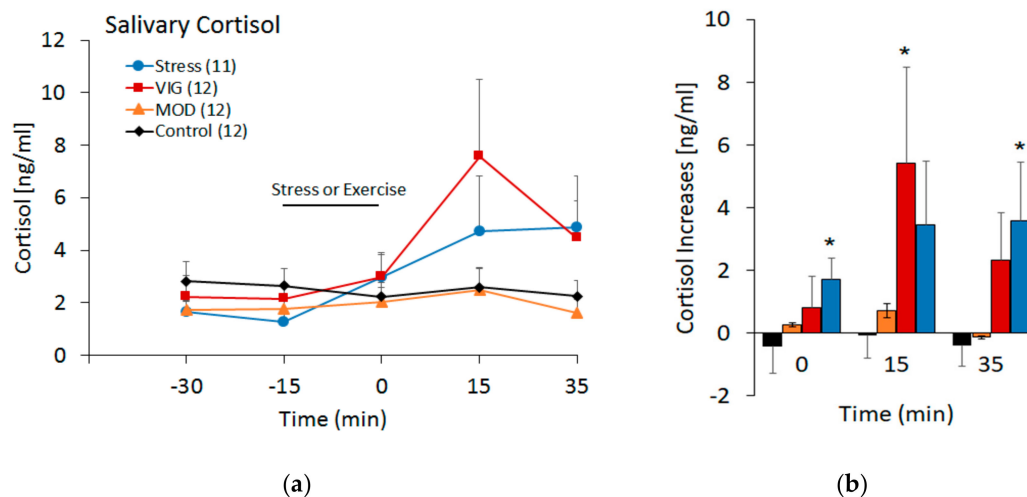 Salivary Cortisol
12
10
8
6
4
2
0
Cortisol [ng/ml]
Stress (11)
VIG (12)
MOD (12)
Control (12)
Stress or Exercise
-30 -15 0 15 35
Time (min)
(a)
10
8
6
4
2
0
-2
Cortisol Increases [ng/ml]
*
*
*
0 15 35
Time (min)
(b)